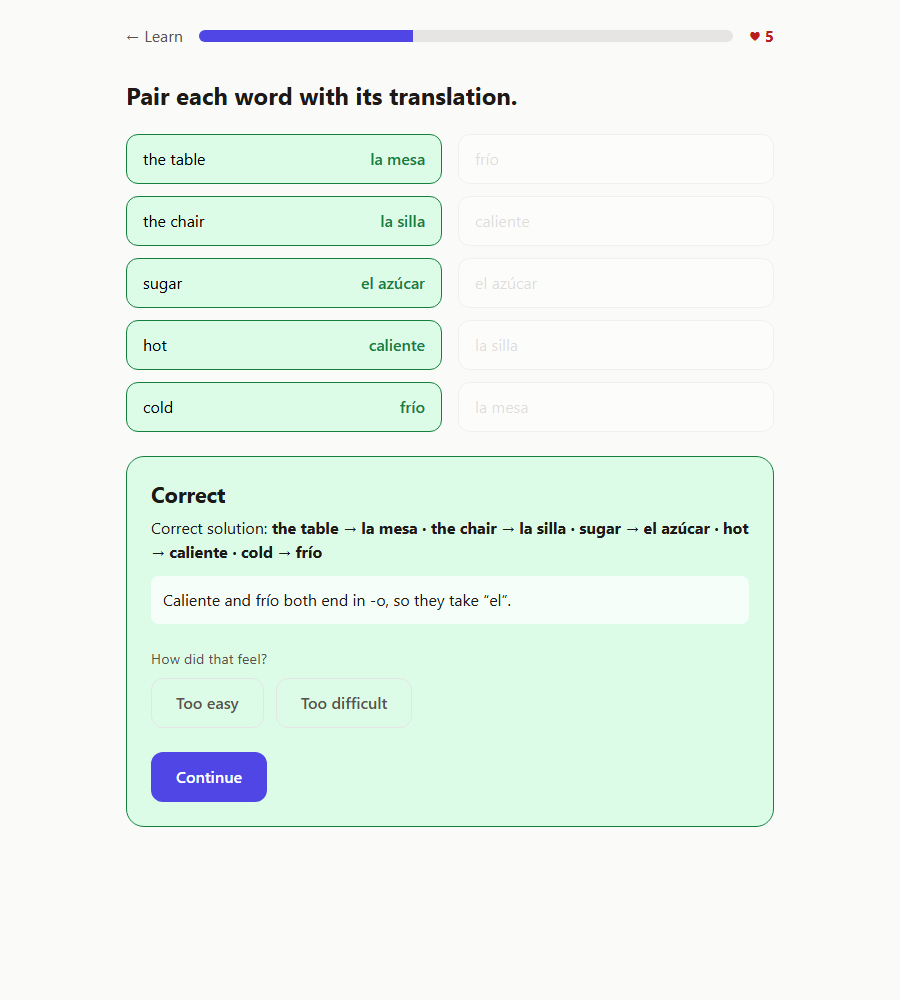 ← Learn
5
Pair each word with its translation.
the table la mesa frío
the chair la silla caliente
sugar el azúcar el azúcar
hot caliente la silla
cold frío la mesa
Correct
Correct solution: the table → la mesa · the chair → la silla · sugar → el azúcar · hot
→ caliente · cold → frío
Caliente and frío both end in -o, so they take “el”.
How did that feel?
Too easy Too difficult
Continue